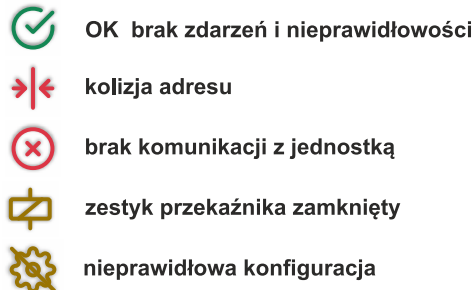 OK brak zdarzeń i nieprawidłowości
kolizja adresu
brak komunikacji z jednostką
zestyk przekaźnika zamknięty
nieprawidłowa konfiguracja